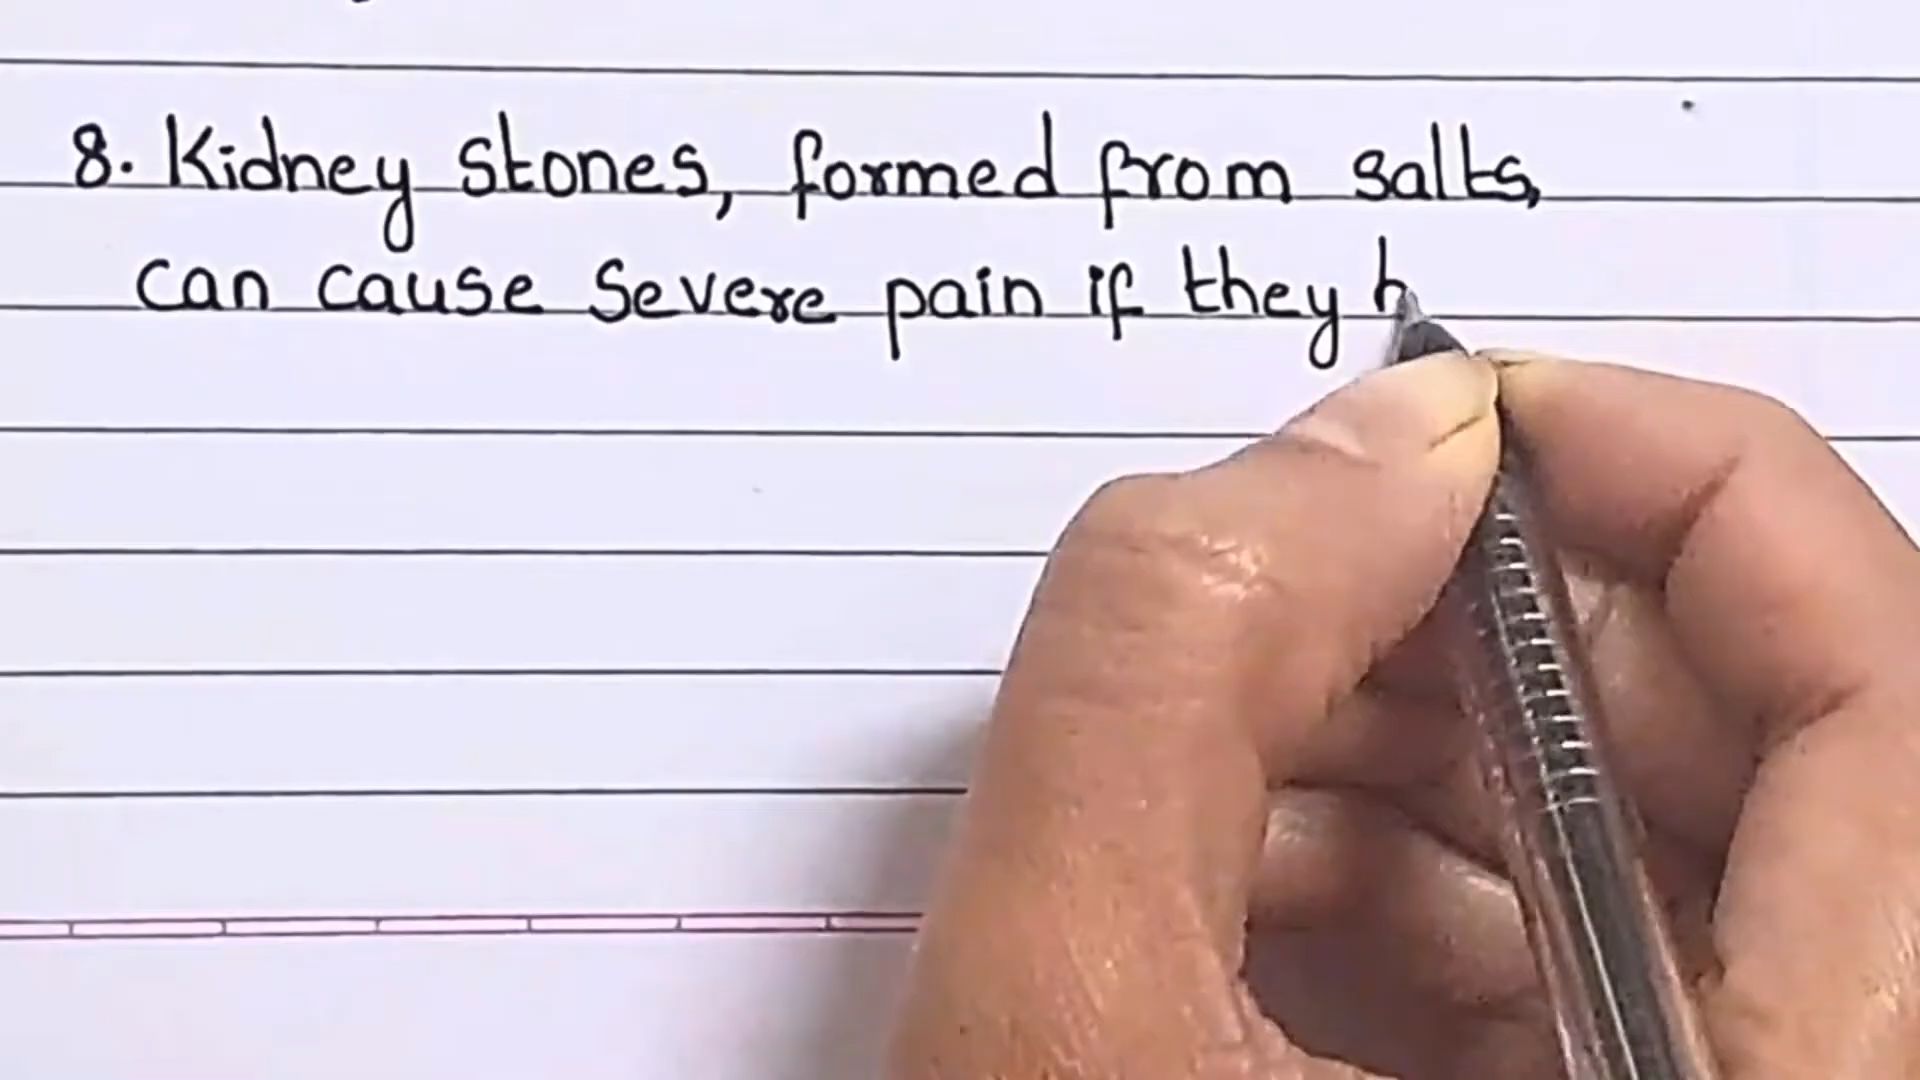 8. Kidney stones, formed from salts,
can cause severe pain if they